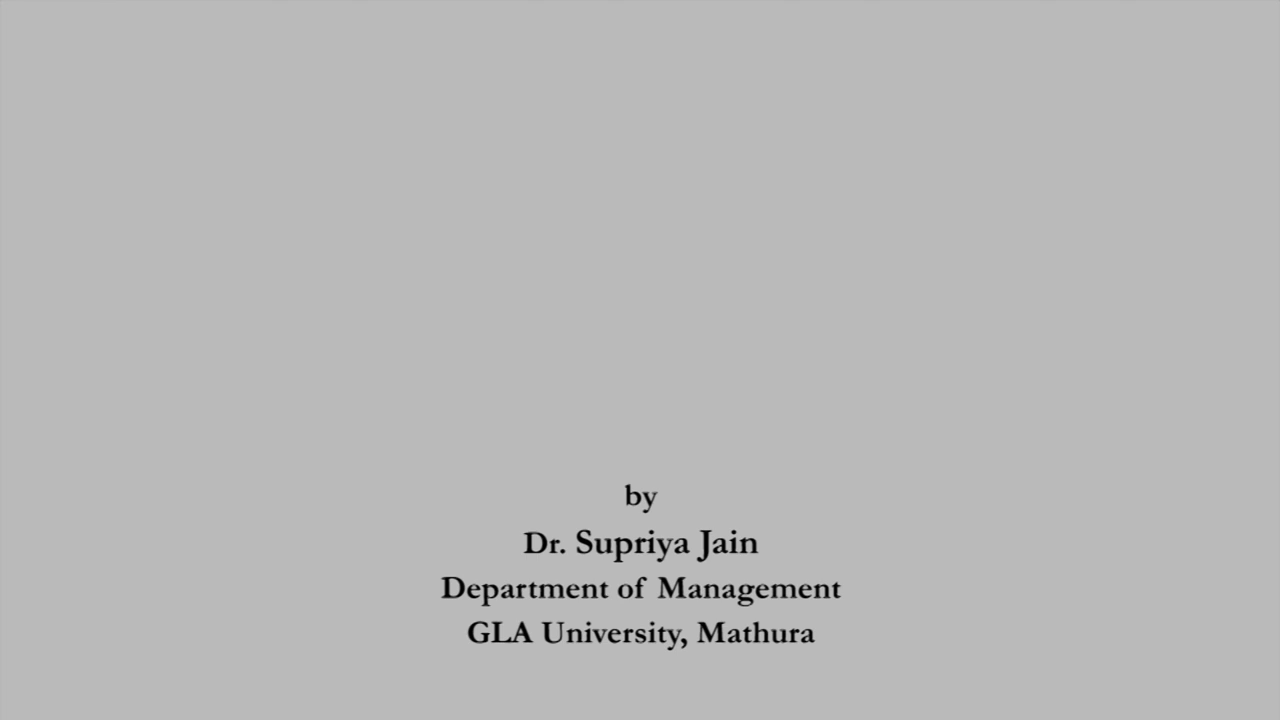 by
Dr. Supriya Jain
Department of Management
GLA University, Mathura